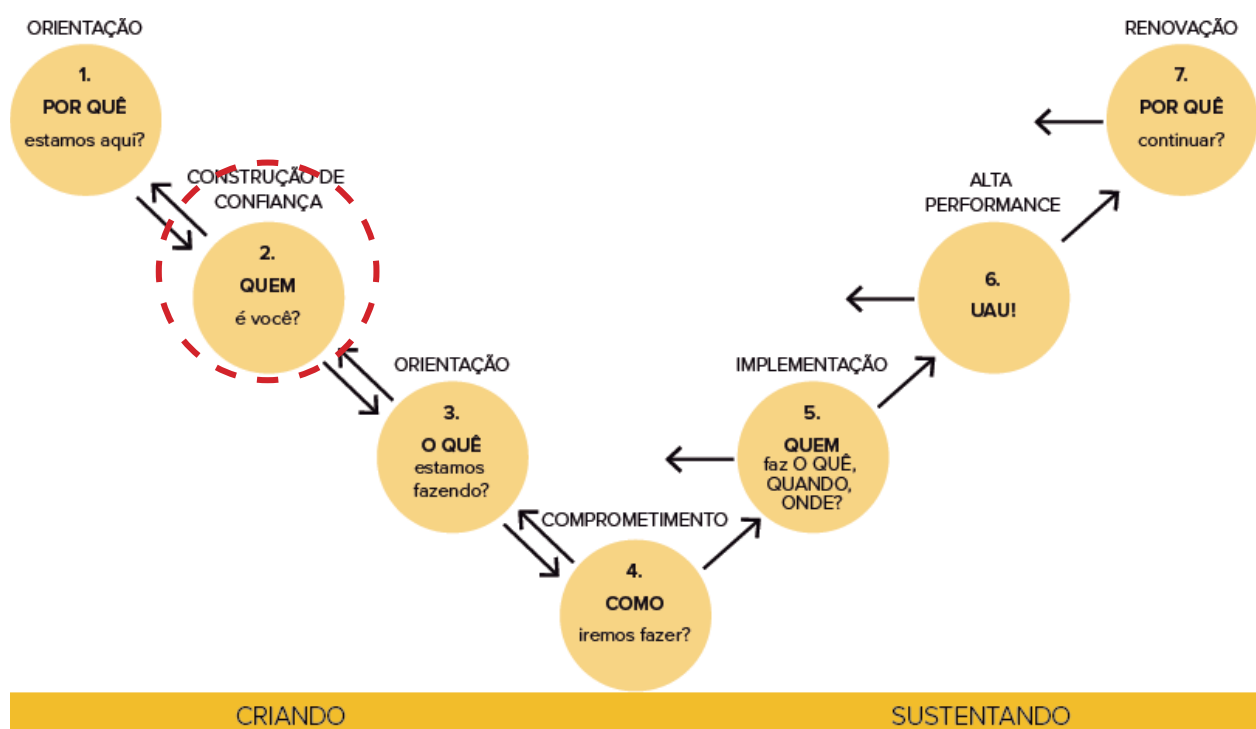 ORIENTAÇÃO
1.
POR QUÊ
estamos aqui?
CONSTRUÇÃO DE
CONFIANÇA
2.
QUEM
é você?
ORIENTAÇÃO
3.
O QUÊ
estamos
fazendo?
COMPROMETIMENTO
4.
COMO
iremos fazer?
IMPLEMENTAÇÃO
5.
QUEM
faz O QUÊ,
QUANDO,
ONDE?
ALTA
PERFORMANCE
6.
UAU!
RENOVAÇÃO
7.
POR QUÊ
continuar?
CRIANDO
SUSTENTANDO